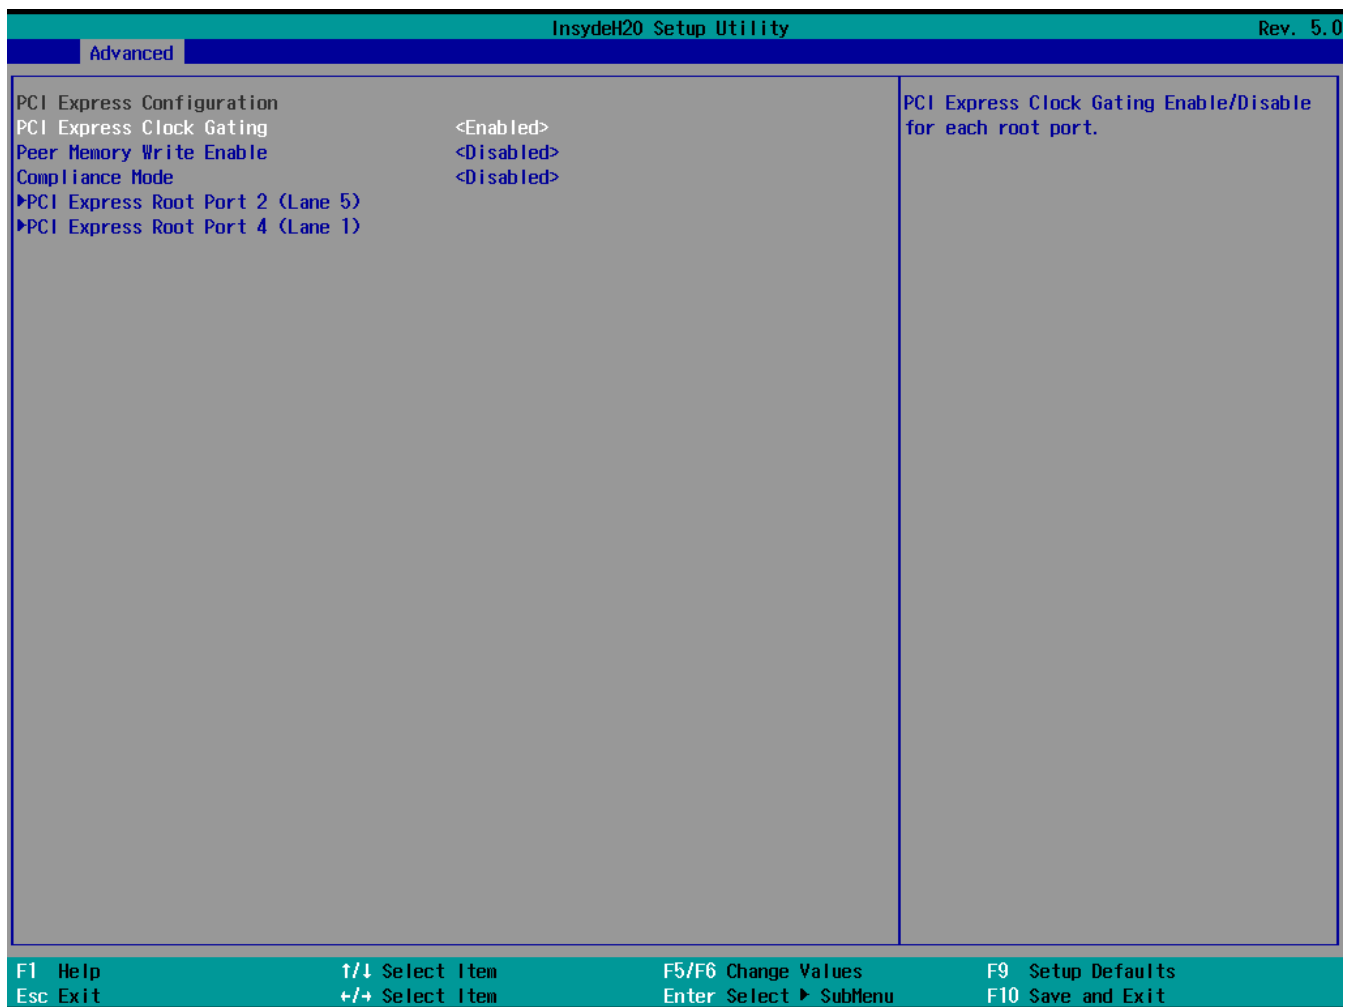 InsydeH20 Setup Utility Rev. 5.0
Advanced
PCI Express Configuration
PCI Express Clock Gating <Enabled>
Peer Memory Write Enable <Disabled>
Compliance Mode <Disabled>
▶PCI Express Root Port 2 (Lane 5)
▶PCI Express Root Port 4 (Lane 1)
PCI Express Clock Gating Enable/Disable
for each root port.
F1 Help ↑/↓ Select Item F5/F6 Change Values F9 Setup Defaults
Esc Exit ←/→ Select Item Enter Select ▶ SubMenu F10 Save and Exit